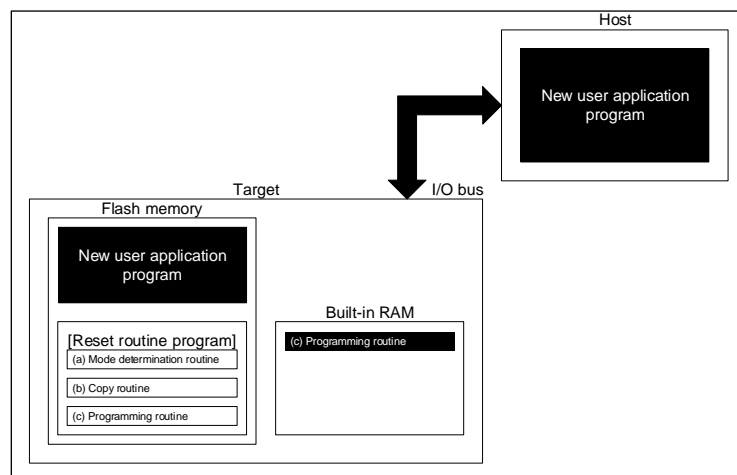 Host
New user application
program
I/O bus
Target
Flash memory
New user application
program
Built-in RAM
[Reset routine program]
(a) Mode determination routine
(b) Copy routine
(c) Programming routine
(c) Programming routine